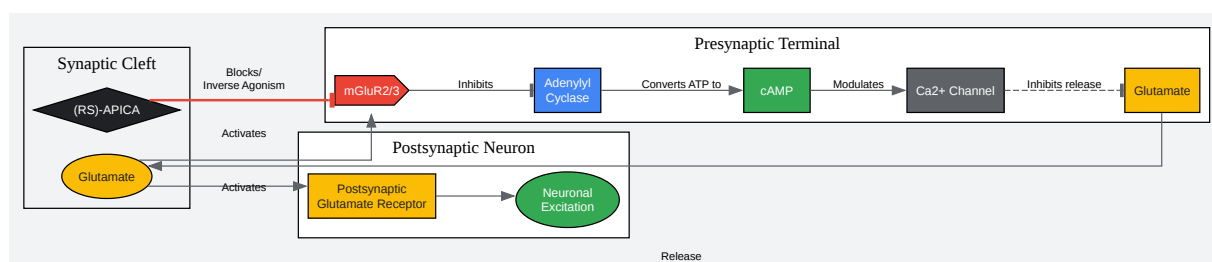 Presynaptic Terminal
Synaptic Cleft
Blocks/
Inverse Agonism
(RS)-APICA
mGluR2/3
Inhibits
Adenylyl
Cyclase
Converts ATP to
cAMP
Modulates
Ca2+ Channel
Inhibits release
Glutamate
Activates
Postsynaptic Neuron
Glutamate
Activates
Postsynaptic
Glutamate Receptor
Neuronal
Excitation
Release